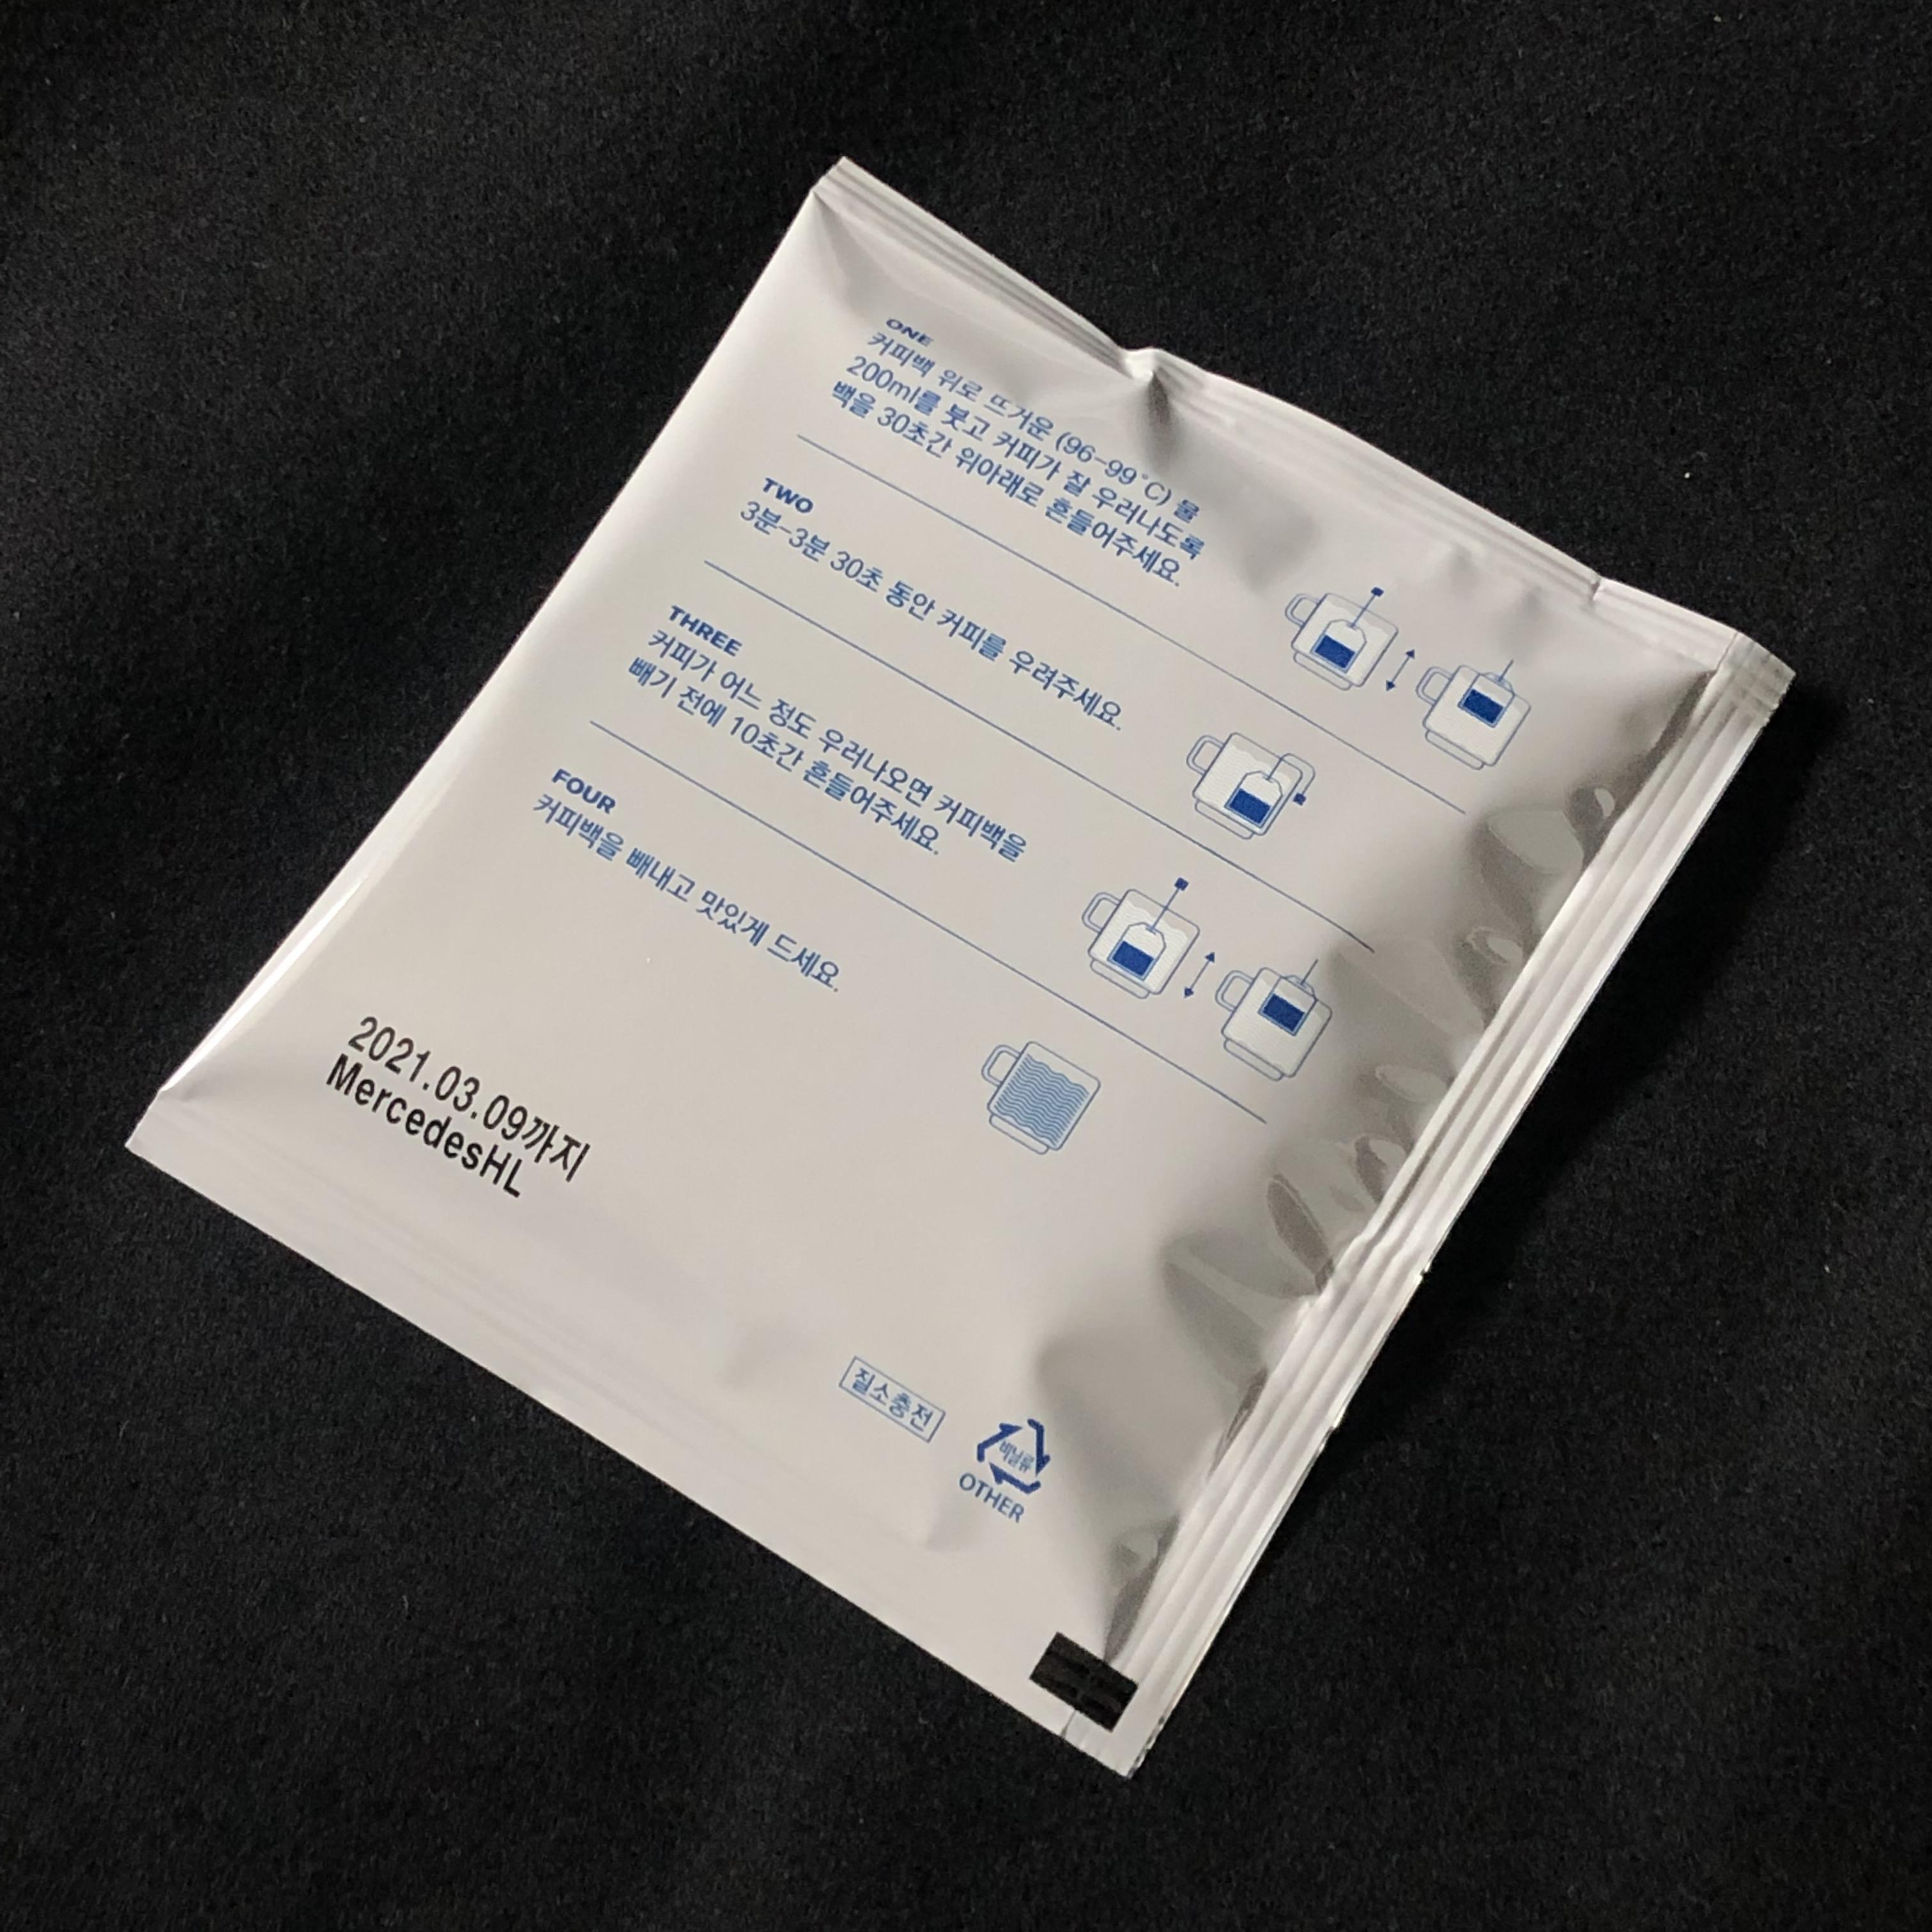 ONE
커피백 위로 뜨거운 (96-99°C) 물
200ml를 붓고 커피가 잘 우러나도록
백을 30초간 위아래로 흔들어주세요.
TWO
3분-3분 30초 동안 커피를 우려주세요.
THREE
커피가 어느 정도 우러나오면 커피백을
빼기 전에 10초간 흔들어주세요.
FOUR
커피백을 빼내고 맛있게 드세요.
2021.03.09까지
MercedesHL
질소충전
비닐류
OTHER